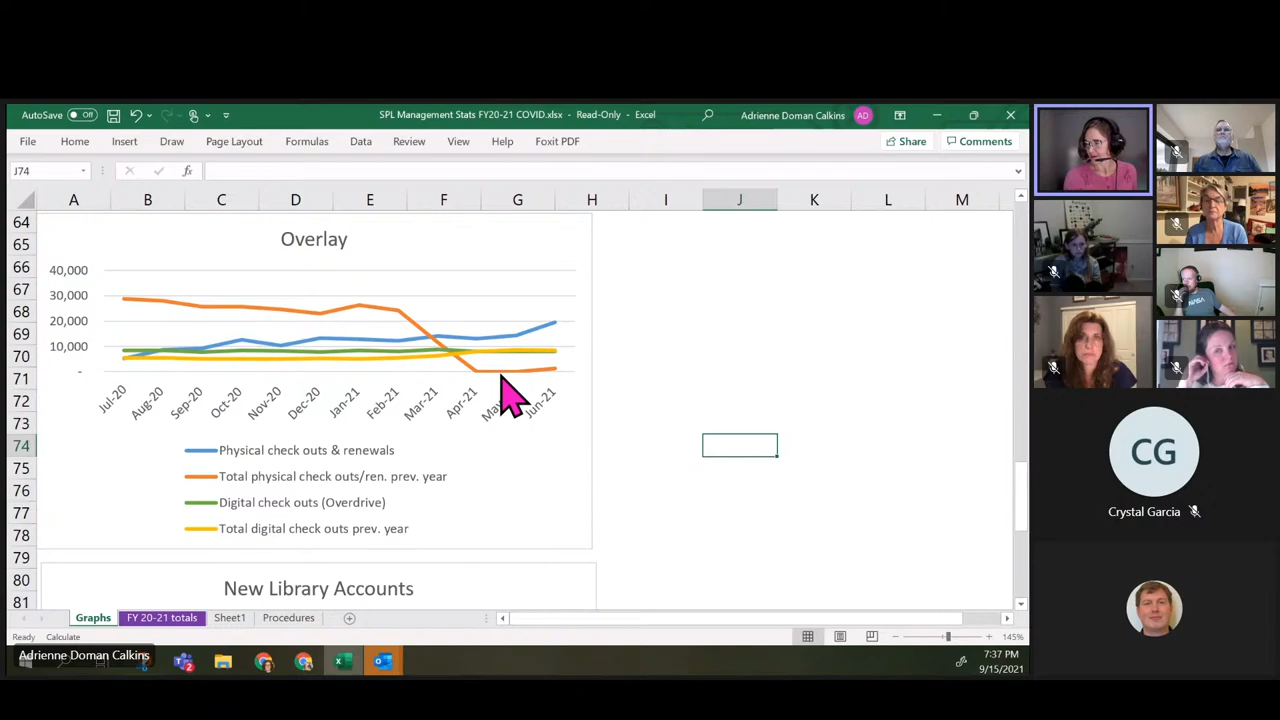 AutoSave Off SPL Management Stats FY20-21 COVID.xlsx - Read-Only - Excel Adrienne Doman Calkins AD
File Home Insert Draw Page Layout Formulas Data Review View Help Foxit PDF Share Comments
J74 fx
A B C D E F G H I J K L M
64
65
66
67
68
69
70
71
72
73
74
75
76
77
78
79
80
81
Overlay
40,000
30,000
20,000
10,000
-
Jul-20 Aug-20 Sep-20 Oct-20 Nov-20 Dec-20 Jan-21 Feb-21 Mar-21 Apr-21 May Jun-21
Physical check outs & renewals
Total physical check outs/ren. prev. year
Digital check outs (Overdrive)
Total digital check outs prev. year
New Library Accounts
Graphs FY 20-21 totals Sheet1 Procedures
Ready Calculate 145%
Adrienne Doman Calkins
7:37 PM
9/15/2021
NASA
CG
Crystal Garcia